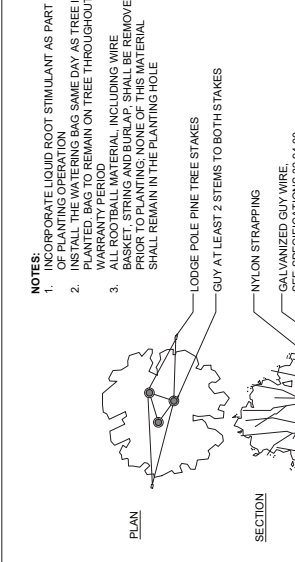 NOTES:
1. INCORPORATE LIQUID ROOT STIMULANT AS PART
OF PLANTING OPERATION
2. INSTALL THE WATERING BAG SAME DAY AS TREE
PLANTED. BAG TO REMAIN ON TREE THROUGHOUT
WARRANTY PERIOD
3. ALL ROOTBALL MATERIAL, INCLUDING WIRE
BASKET, STRING AND BURLAP, SHALL BE REMOVE
PRIOR TO PLANTING; NONE OF THIS MATERIAL
SHALL REMAIN IN THE PLANTING HOLE
PLAN
LODGE POLE PINE TREE STAKES
GUY AT LEAST 2 STEMS TO BOTH STAKES
SECTION
NYLON STRAPPING
GALVANIZED GUY WIRE,